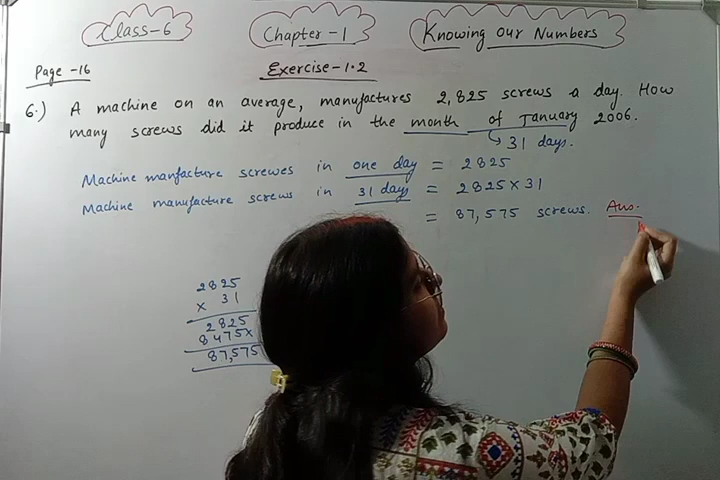 Class-6
Chapter-1
Knowing Our Numbers
Page-16
Exercise-1.2
6.) A machine on an average, manufactures 2,825 screws a day. How
many screws did it produce in the month of January 2006.
31 days.
Machine manfacture screwes in one day = 2825
Machine manufacture screws in 31 days = 2825×31
= 87,575 screws. Ans.
2825
× 31
2825
8475×
87,575